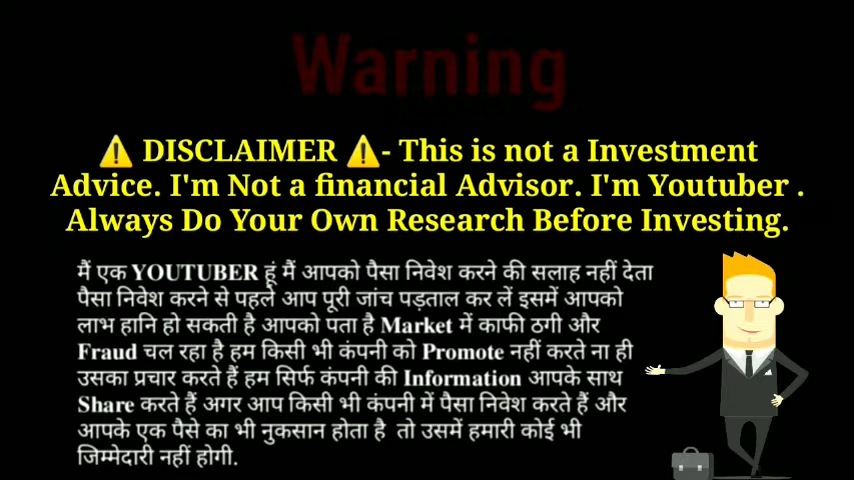 Warning
⚠️ DISCLAIMER ⚠️- This is not a Investment
Advice. I'm Not a financial Advisor. I'm Youtuber .
Always Do Your Own Research Before Investing.
मैं एक YOUTUBER हूं मैं आपको पैसा निवेश करने की सलाह नहीं देता
पैसा निवेश करने से पहले आप पूरी जांच पड़ताल कर लें इसमें आपको
लाभ हानि हो सकती है आपको पता है Market में काफी ठगी और
Fraud चल रहा है हम किसी भी कंपनी को Promote नहीं करते ना ही
उसका प्रचार करते हैं हम सिर्फ कंपनी की Information आपके साथ
Share करते हैं अगर आप किसी भी कंपनी में पैसा निवेश करते हैं और
आपके एक पैसे का भी नुकसान होता है तो उसमें हमारी कोई भी
जिम्मेदारी नहीं होगी.